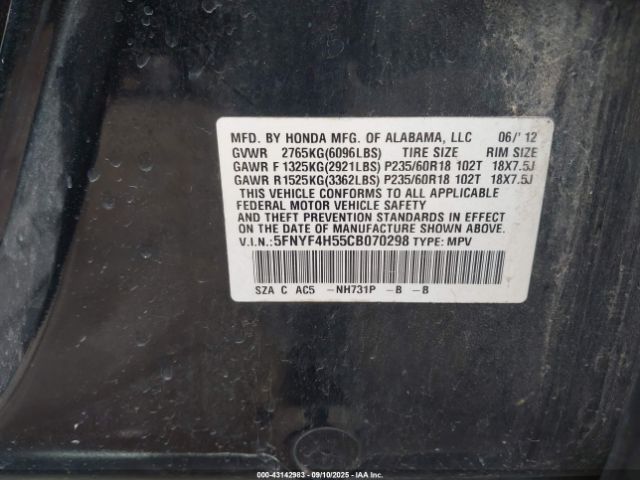 MFD. BY HONDA MFG. OF ALABAMA, LLC 06/'12
GVWR 2765KG(6096LBS) TIRE SIZE RIM SIZE
GAWR F 1325KG(2921LBS) P235/60R18 102T 18X7.5J
GAWR R 1525KG(3362LBS) P235/60R18 102T 18X7.5J
THIS VEHICLE CONFORMS TO ALL APPLICABLE
FEDERAL MOTOR VEHICLE SAFETY
AND THEFT PREVENTION STANDARDS IN EFFECT
ON THE DATE OF MANUFACTURE SHOWN ABOVE.
V.I.N.: 5FNYF4H55CB070298 TYPE: MPV
SZA C AC5 -NH731P -B -B
© IAA - 43142983 - 09/10/2025 - IAAI.COM